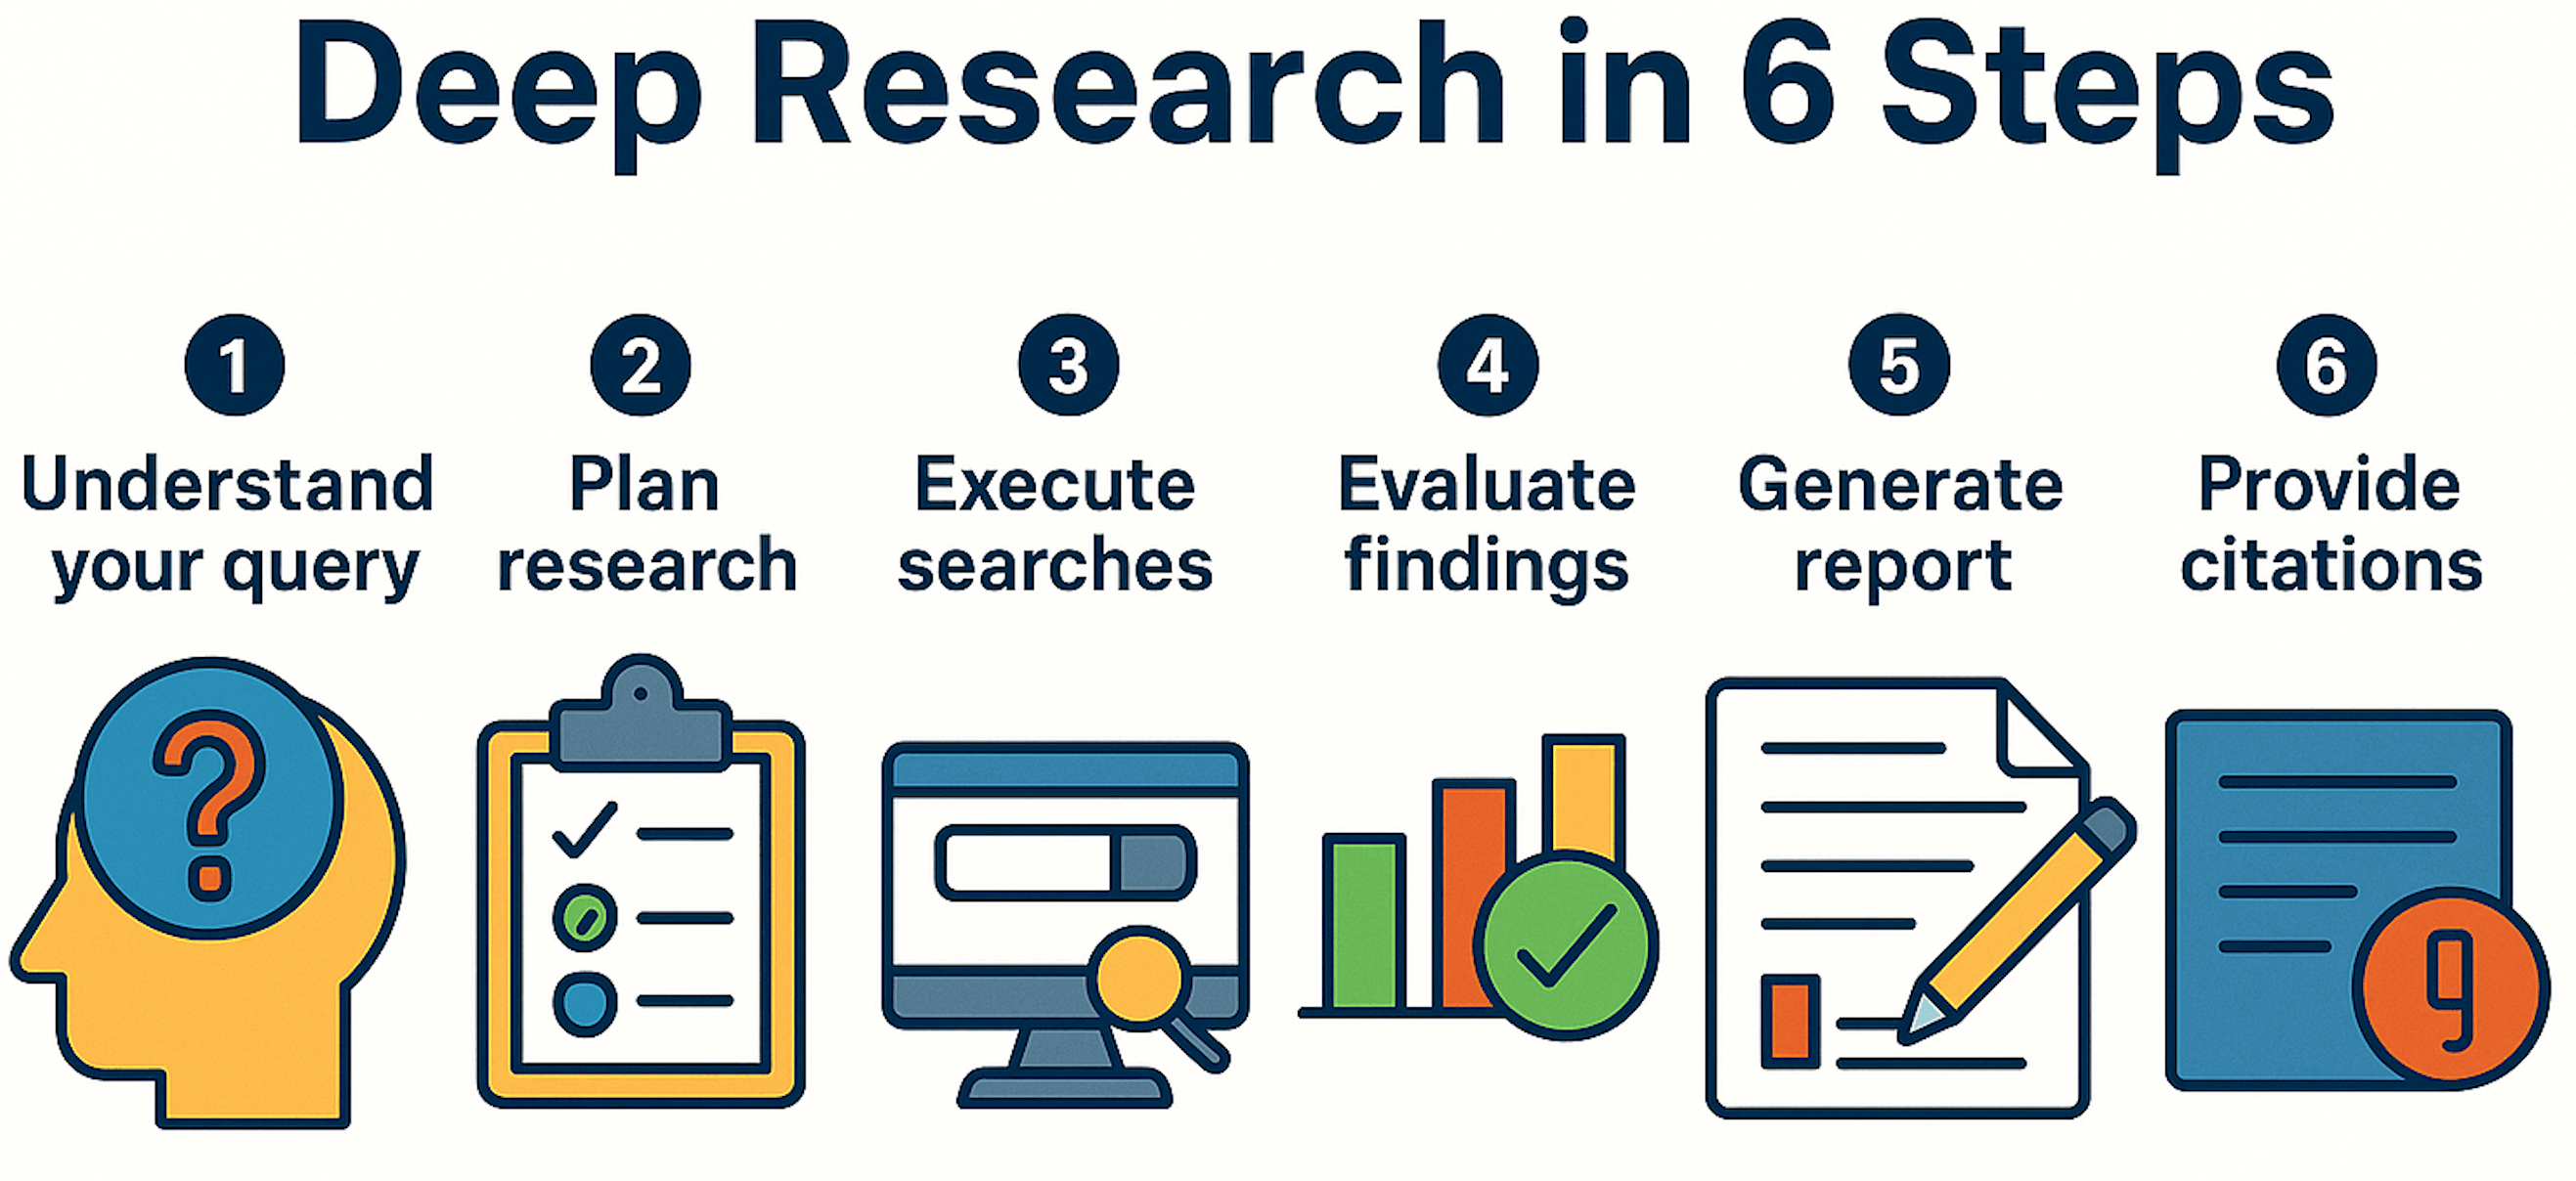 Deep Research in 6 Steps
1
Understand
your query
2
Plan
research
3
Execute
searches
4
Evaluate
findings
5
Generate
report
6
Provide
citations
9